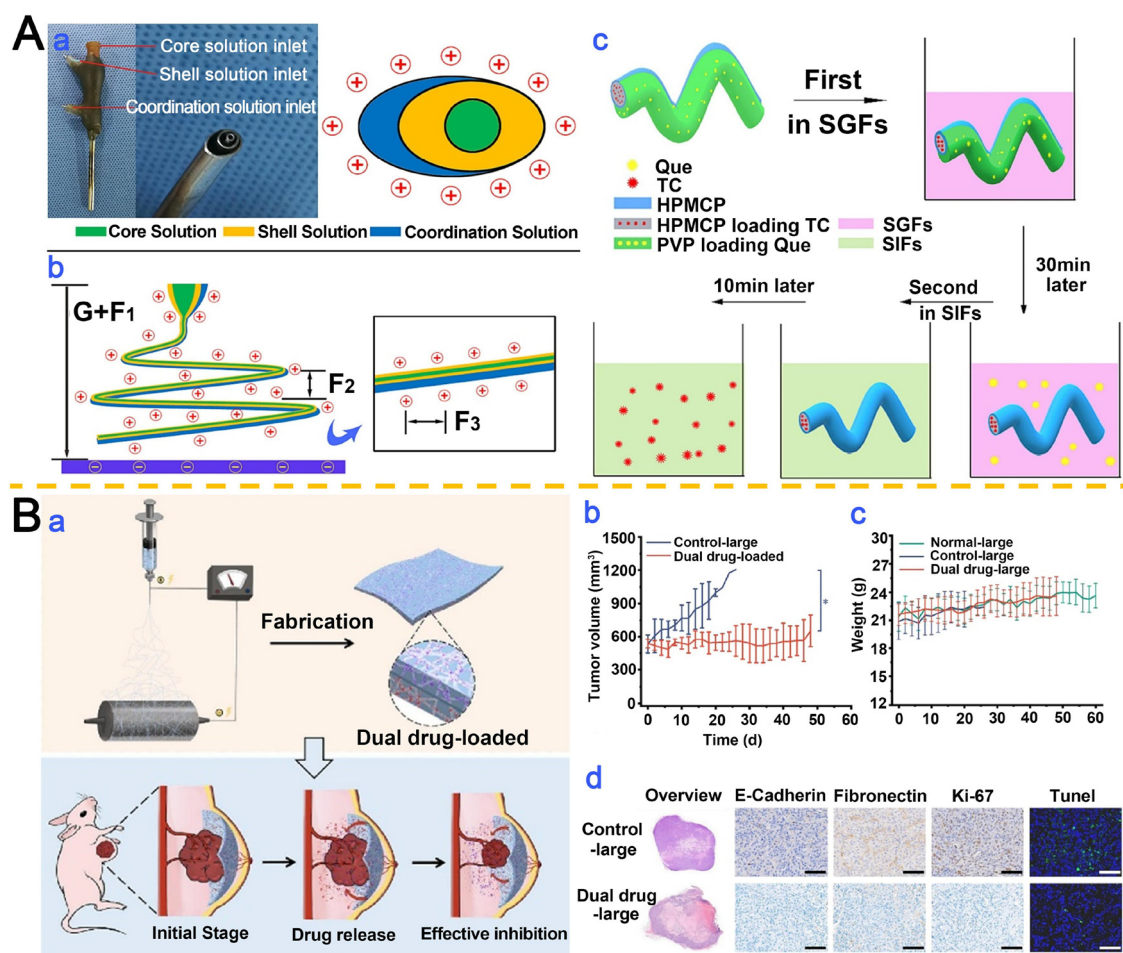 A
a
Core solution inlet
Shell solution inlet
Coordination solution inlet
Core Solution
Shell Solution
Coordination Solution
b
G+F1
F2
F3
c
First
in SGFs
Que
TC
HPMCP
HPMCP loading TC
PVP loading Que
SGFs
SIFs
30min
later
Second
in SIFs
10min later
B
a
Fabrication
Dual drug-loaded
Initial Stage
Drug release
Effective inhibition
b
Control-large
Dual drug-loaded
*
Tumor volume (mm³)
1500
1200
900
600
300
0
0 10 20 30 40 50 60
Time (d)
c
Normal-large
Control-large
Dual drug-large
Weight (g)
30
27
24
21
18
15
12
0 10 20 30 40 50 60
Time (d)
d
Overview
E-Cadherin
Fibronectin
Ki-67
Tunel
Control
-large
Dual drug
-large